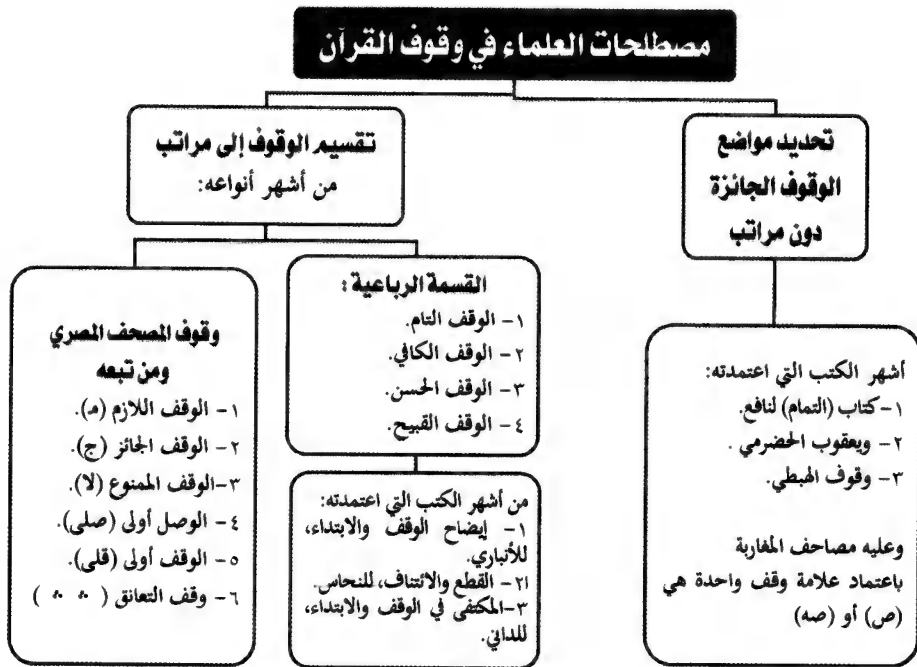 مصطلحات العلماء في وقوف القرآن
تحديد مواضع
الوقوف الجائزة
دون مراتب
أشهر الكتب التي اعتمدته:
١- كتاب (التمام) لنافع.
٢- ويعقوب الحضرمي .
٣- وقوف الهبطي.
وعليه مصاحف المغاربة
باعتماد علامة وقف واحدة هي
(ص) أو (صه)
تقسيم الوقوف إلى مراتب
من أشهر أنواعه:
القسمة الرباعية :
١- الوقف التام.
٢- الوقف الكافي.
٣- الوقف الحسن.
٤- الوقف القبيح.
من أشهر الكتب التي اعتمدته:
١- إيضاح الوقف والابتداء،
للأنباري.
٢١- القطع والائتناف، للنحاس.
٣- المكتفى في الوقف والابتداء،
للداني.
وقوف المصحف المصري
ومن تبعه
١- الوقف اللازم (مـ).
٢- الوقف الجائز (ج).
٣- الوقف الممنوع (لا).
٤- الوصل أولى (صلى).
٥- الوقف أولى (قلى).
٦- وقف التعانق ( ∴ ∴ )